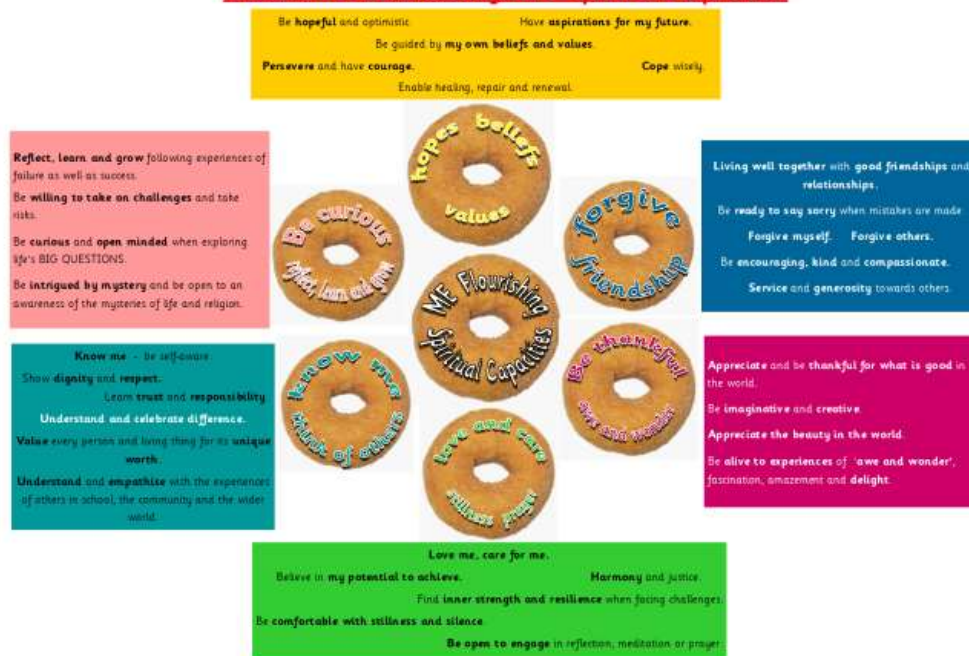 Be hopeful and optimistic. Have aspirations for my future.
Be guided by my own beliefs and values.
Persevere and have courage. Cope wisely.
Enable healing, repair and renewal.
hopes beliefs
values
Reflect, learn and grow following experiences of
failure as well as success.
Be willing to take on challenges and take
risks.
Be curious and open minded when exploring
life's BIG QUESTIONS.
Be intrigued by mystery and be open to an
awareness of the mysteries of life and religion.
Be curious
reflect, learn and grow
forgive
friendship
Living well together with good friendships and
relationships.
Be ready to say sorry when mistakes are made
Forgive myself. Forgive others.
Be encouraging, kind and compassionate.
Service and generosity towards others.
ME Flourishing
Spiritual Capacities
Know me - be self-aware
Show dignity and respect.
Learn trust and responsibility
Understand and celebrate difference.
Value every person and living thing for its unique
worth.
Understand and empathise with the experiences
of others in school, the community and the wider
world.
know me
think of others
Be thankful
awe and wonder
Appreciate and be thankful for what is good in
the world.
Be imaginative and creative.
Appreciate the beauty in the world.
Be alive to experiences of 'awe and wonder',
fascination, amazement and delight.
love and care
stillness prayer
Love me, care for me.
Believe in my potential to achieve. Harmony and justice.
Find inner strength and resilience when facing challenges.
Be comfortable with stillness and silence
Be open to engage in reflection, meditation or prayer